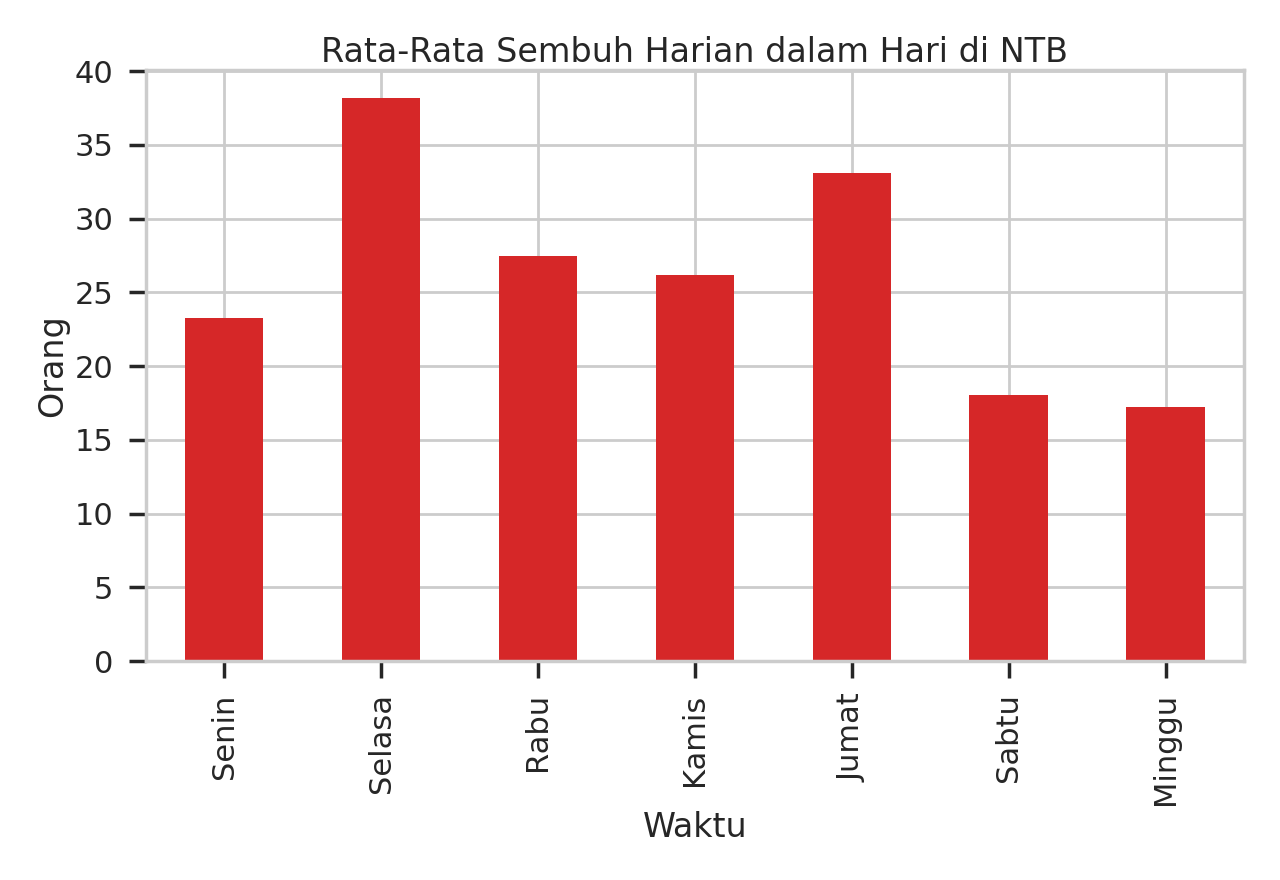 Rata-Rata Sembuh Harian dalam Hari di NTB
40
35
30
25
20
15
10
5
0
Orang
Senin
Selasa
Rabu
Kamis
Jumat
Sabtu
Minggu
Waktu